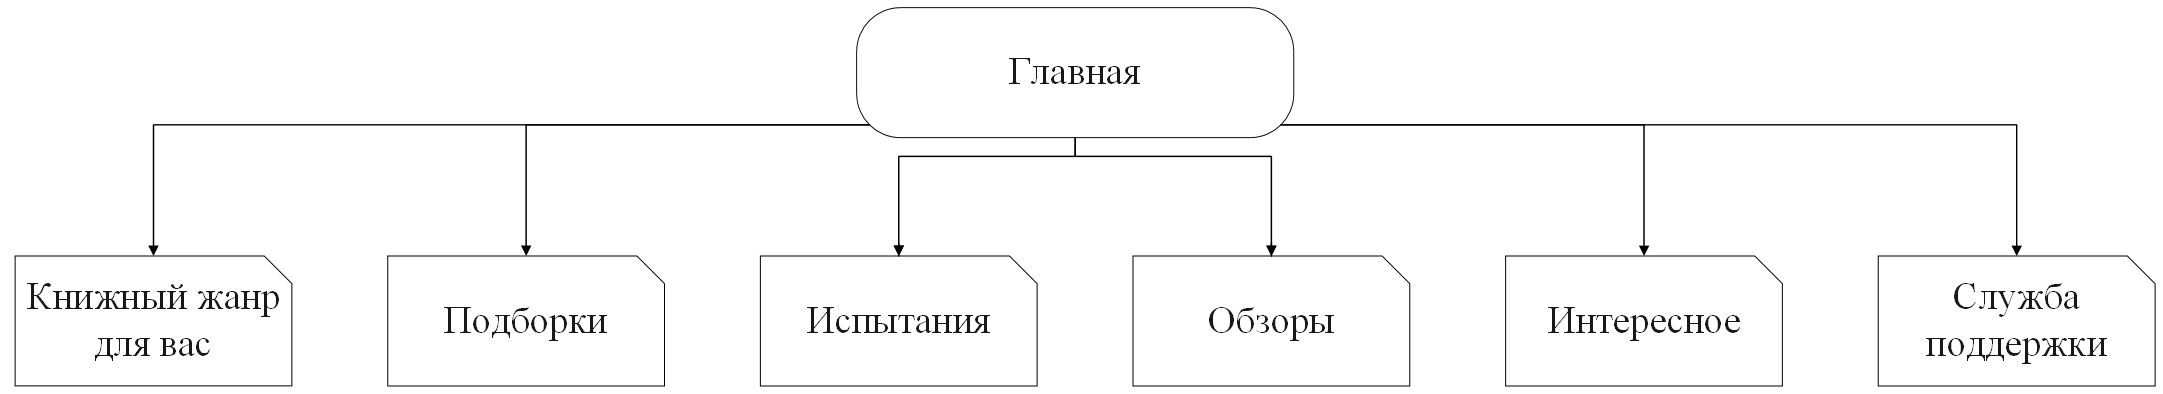 Главная
Книжный жанр
для вас
Подборки
Испытания
Обзоры
Интересное
Служба
поддержки